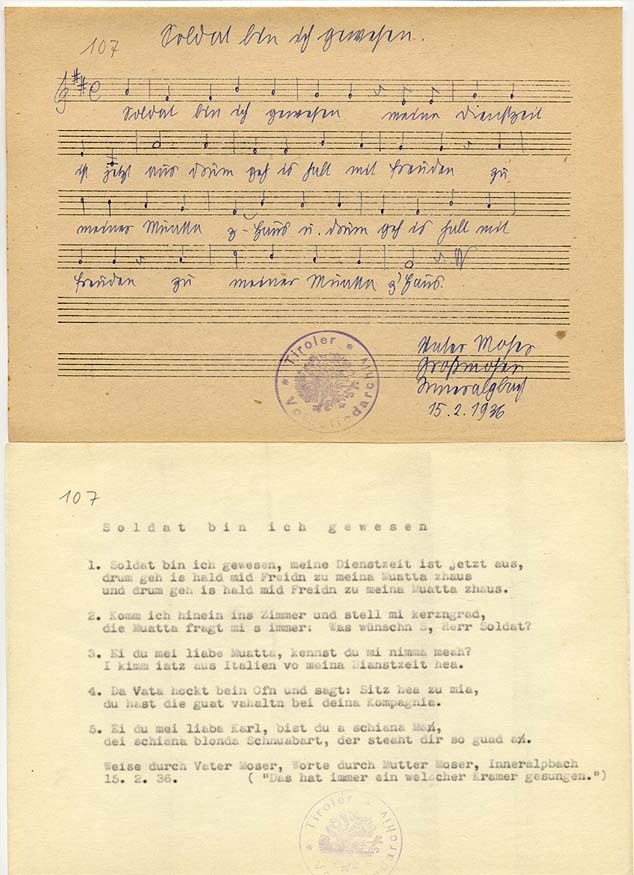 107
Soldat bin ich gewesen.
Soldat bin ich gewesen meine Dienstzeit
ist jetzt aus drum geh is halt mit Freuden zu
meiner Muatta z'Haus u. drum geh is halt mit
Freuden zu meiner Muatta z'Haus.
* Tiroler * Volksliedarchiv
Vater Moser
Großmoser
Inneralpbach
15.2.1936
107
Soldat bin ich gewesen
1. Soldat bin ich gewesen, meine Dienstzeit ist jetzt aus,
drum geh is hald mid Freidn zu meina Muatta zhaus
und drum geh is hald mid Freidn zu meina Muatta zhaus.
2. Komm ich hinein ins Zimmer und stell mi kerzngrad,
die Muatta fragt mi s immer: Was wünschn S, Herr Soldat?
3. Ei du mei liabe Muatta, kennst du mi nimma meah?
I kimm iatz aus Italien vo meina Dianstzeit hea.
4. Da Vata hockt bein Ofn und sagt: Sitz hea zu mia,
du hast die guat vahaltn bei deina Kompagnia.
5. Ei du mei liaba Karl, bist du a schiana Man,
dei schiana blonda Schnuabart, der steaht dir so guad an.
Weise durch Vater Moser, Worte durch Mutter Moser, Inneralpbach
15. 2. 36. ( "Das hat immer ein welscher Kramer gesungen.")
* Tiroler *